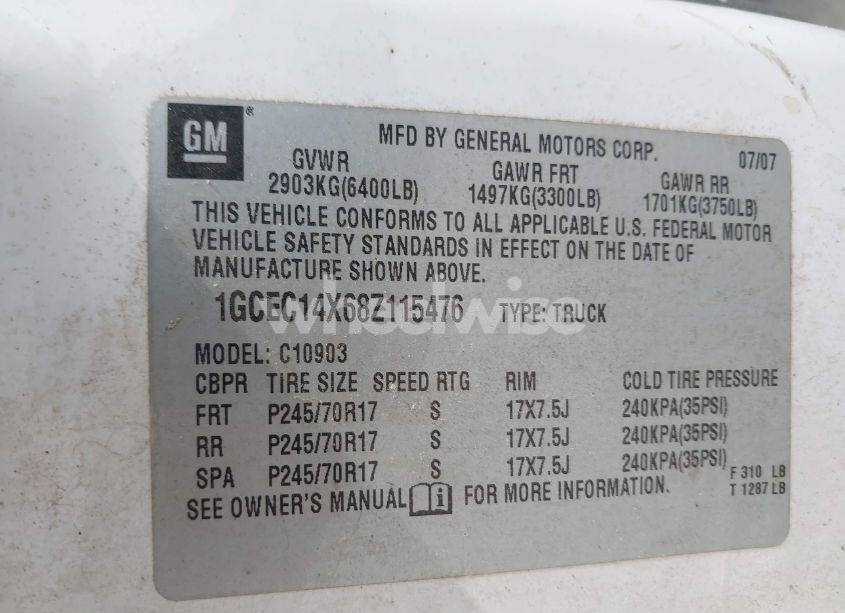 GM ®
MFD BY GENERAL MOTORS CORP. 07/07
GVWR GAWR FRT GAWR RR
2903KG(6400LB) 1497KG(3300LB) 1701KG(3750LB)
THIS VEHICLE CONFORMS TO ALL APPLICABLE U.S. FEDERAL MOTOR
VEHICLE SAFETY STANDARDS IN EFFECT ON THE DATE OF
MANUFACTURE SHOWN ABOVE.
1GCEC14X68Z115476 TYPE: TRUCK
wheelwise
MODEL: C10903
CBPR TIRE SIZE SPEED RTG RIM COLD TIRE PRESSURE
FRT P245/70R17 S 17X7.5J 240KPA(35PSI)
RR P245/70R17 S 17X7.5J 240KPA(35PSI)
SPA P245/70R17 S 17X7.5J 240KPA(35PSI)
F 310 LB
SEE OWNER'S MANUAL i FOR MORE INFORMATION. T 1287 LB